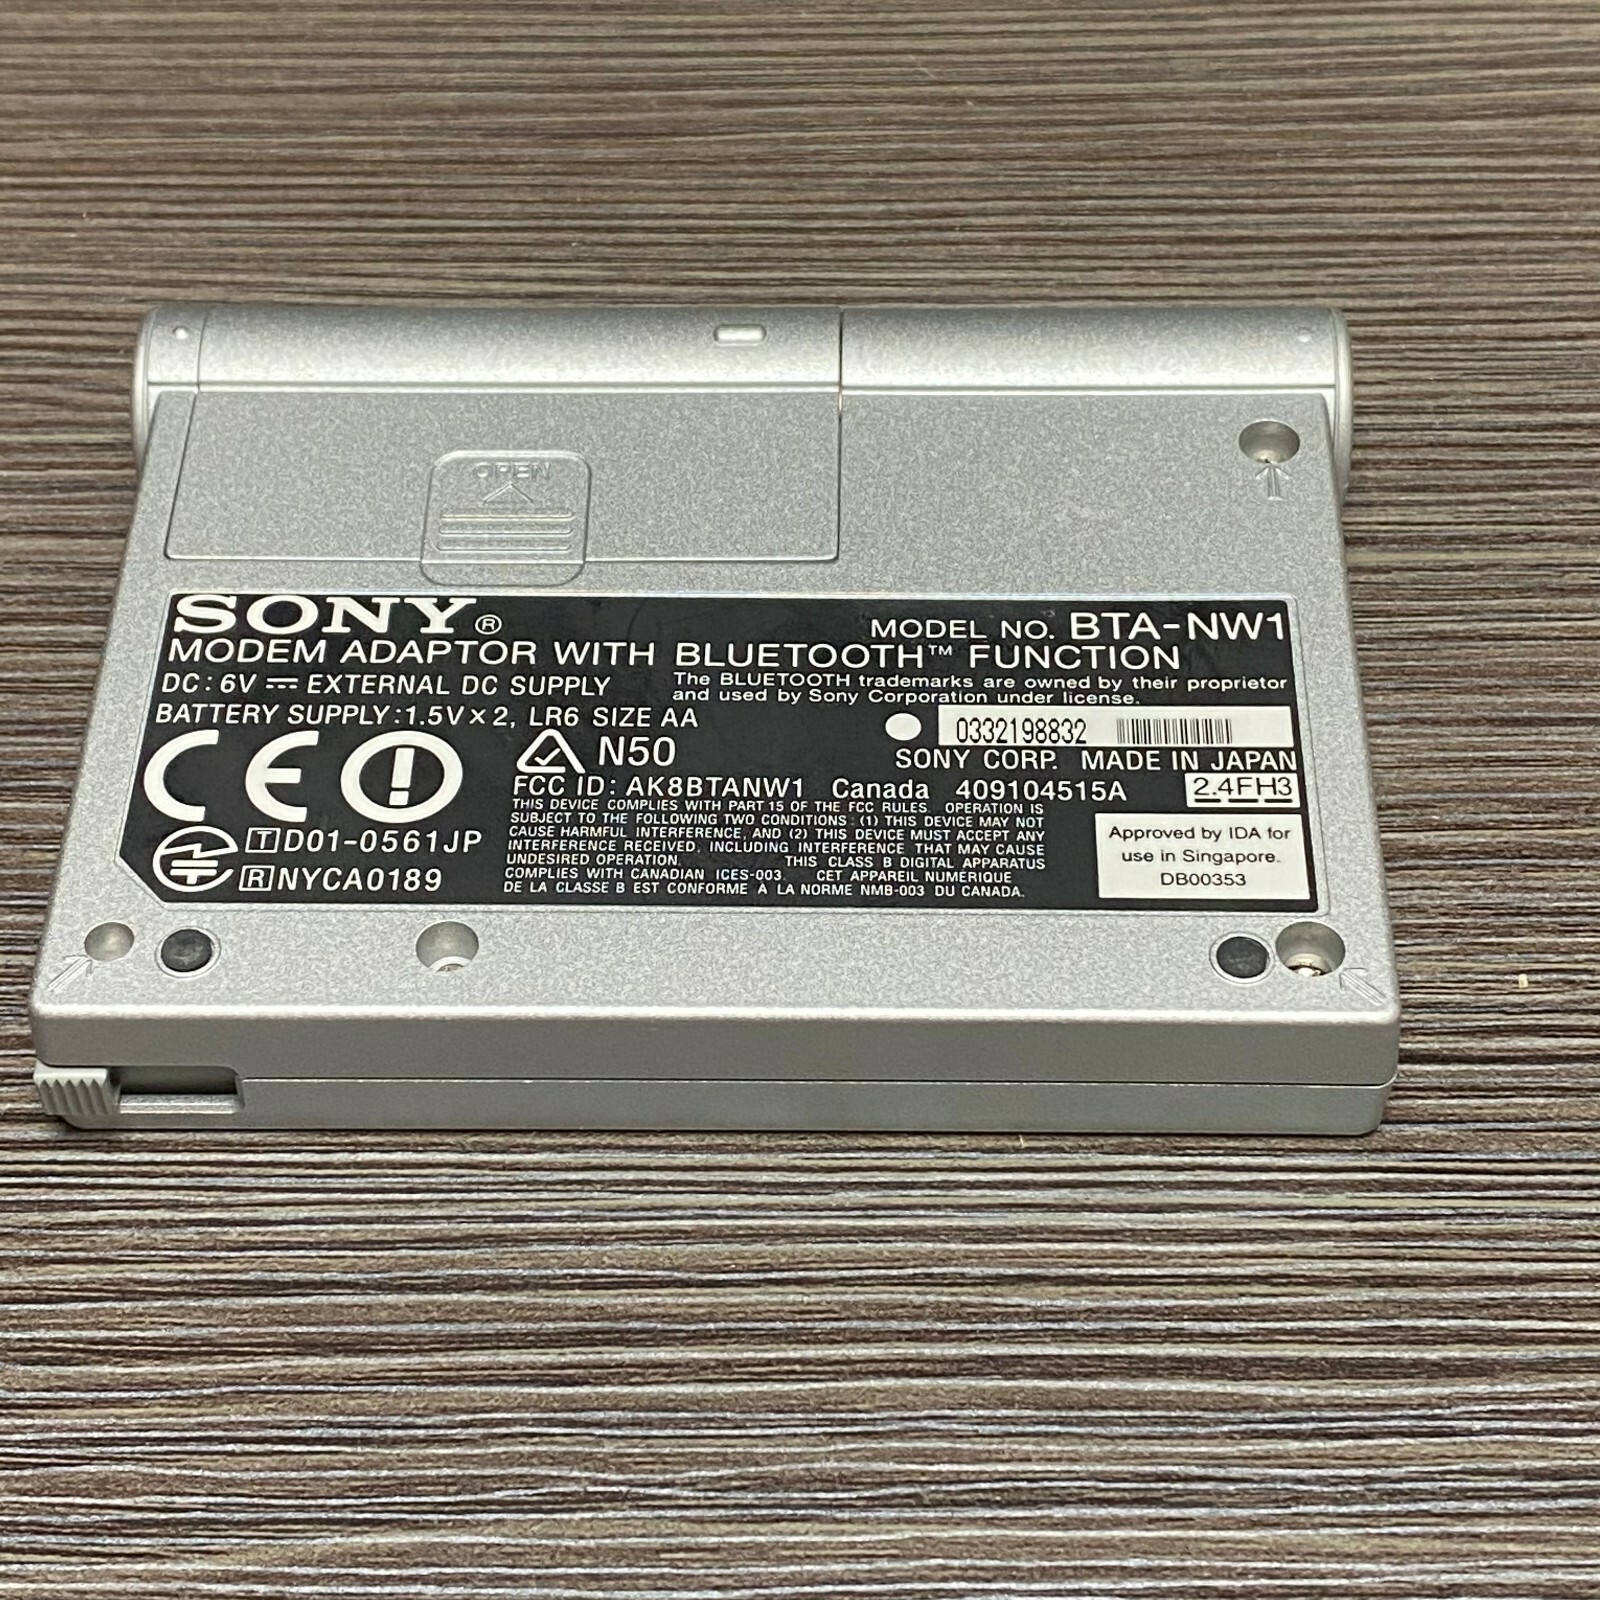 OPEN
SONY®
MODEL NO. BTA-NW1
MODEM ADAPTOR WITH BLUETOOTH™ FUNCTION
DC: 6V ⎓ EXTERNAL DC SUPPLY
The BLUETOOTH trademarks are owned by their proprietor
and used by Sony Corporation under license.
BATTERY SUPPLY:1.5V×2, LR6 SIZE AA
0332198832
CE
N50
SONY CORP. MADE IN JAPAN
FCC ID: AK8BTANW1 Canada 409104515A
2.4FH3
THIS DEVICE COMPLIES WITH PART 15 OF THE FCC RULES. OPERATION IS
SUBJECT TO THE FOLLOWING TWO CONDITIONS: (1) THIS DEVICE MAY NOT
CAUSE HARMFUL INTERFERENCE, AND (2) THIS DEVICE MUST ACCEPT ANY
INTERFERENCE RECEIVED, INCLUDING INTERFERENCE THAT MAY CAUSE
UNDESIRED OPERATION. THIS CLASS B DIGITAL APPARATUS
COMPLIES WITH CANADIAN ICES-003. CET APPAREIL NUMÉRIQUE
DE LA CLASSE B EST CONFORME À LA NORME NMB-003 DU CANADA.
T D01-0561JP
R NYCA0189
Approved by IDA for
use in Singapore.
DB00353